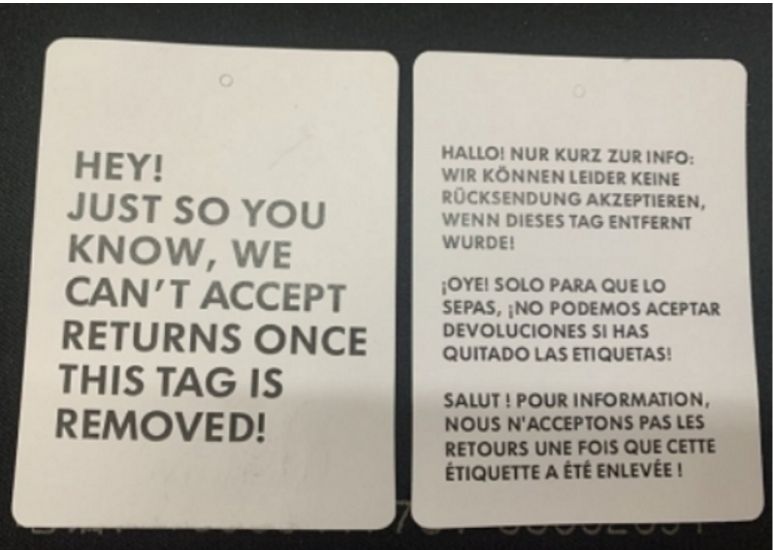 HEY!
JUST SO YOU
KNOW, WE
CAN'T ACCEPT
RETURNS ONCE
THIS TAG IS
REMOVED!
HALLO! NUR KURZ ZUR INFO:
WIR KÖNNEN LEIDER KEINE
RÜCKSENDUNG AKZEPTIEREN,
WENN DIESES TAG ENTFERNT
WURDE!
¡OYE! SOLO PARA QUE LO
SEPAS, ¡NO PODEMOS ACEPTAR
DEVOLUCIONES SI HAS
QUITADO LAS ETIQUETAS!
SALUT ! POUR INFORMATION,
NOUS N'ACCEPTONS PAS LES
RETOURS UNE FOIS QUE CETTE
ÉTIQUETTE A ÉTÉ ENLEVÉE !